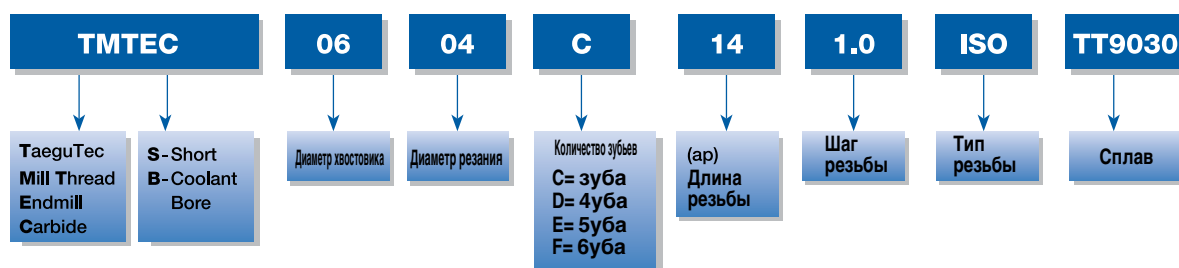 TMTEC 06 04 C 14 1.0 ISO TT9030
TaeguTec
Mill Thread
Endmill
Carbide
S-Short
B-Coolant
Bore
Диаметр хвостовика
Диаметр резания
Количество зубьев
C= зуба
D= 4уба
E= 5уба
F= 6уба
(ap)
Длина
резьбы
Шаг
резьбы
Тип
резьбы
Сплав